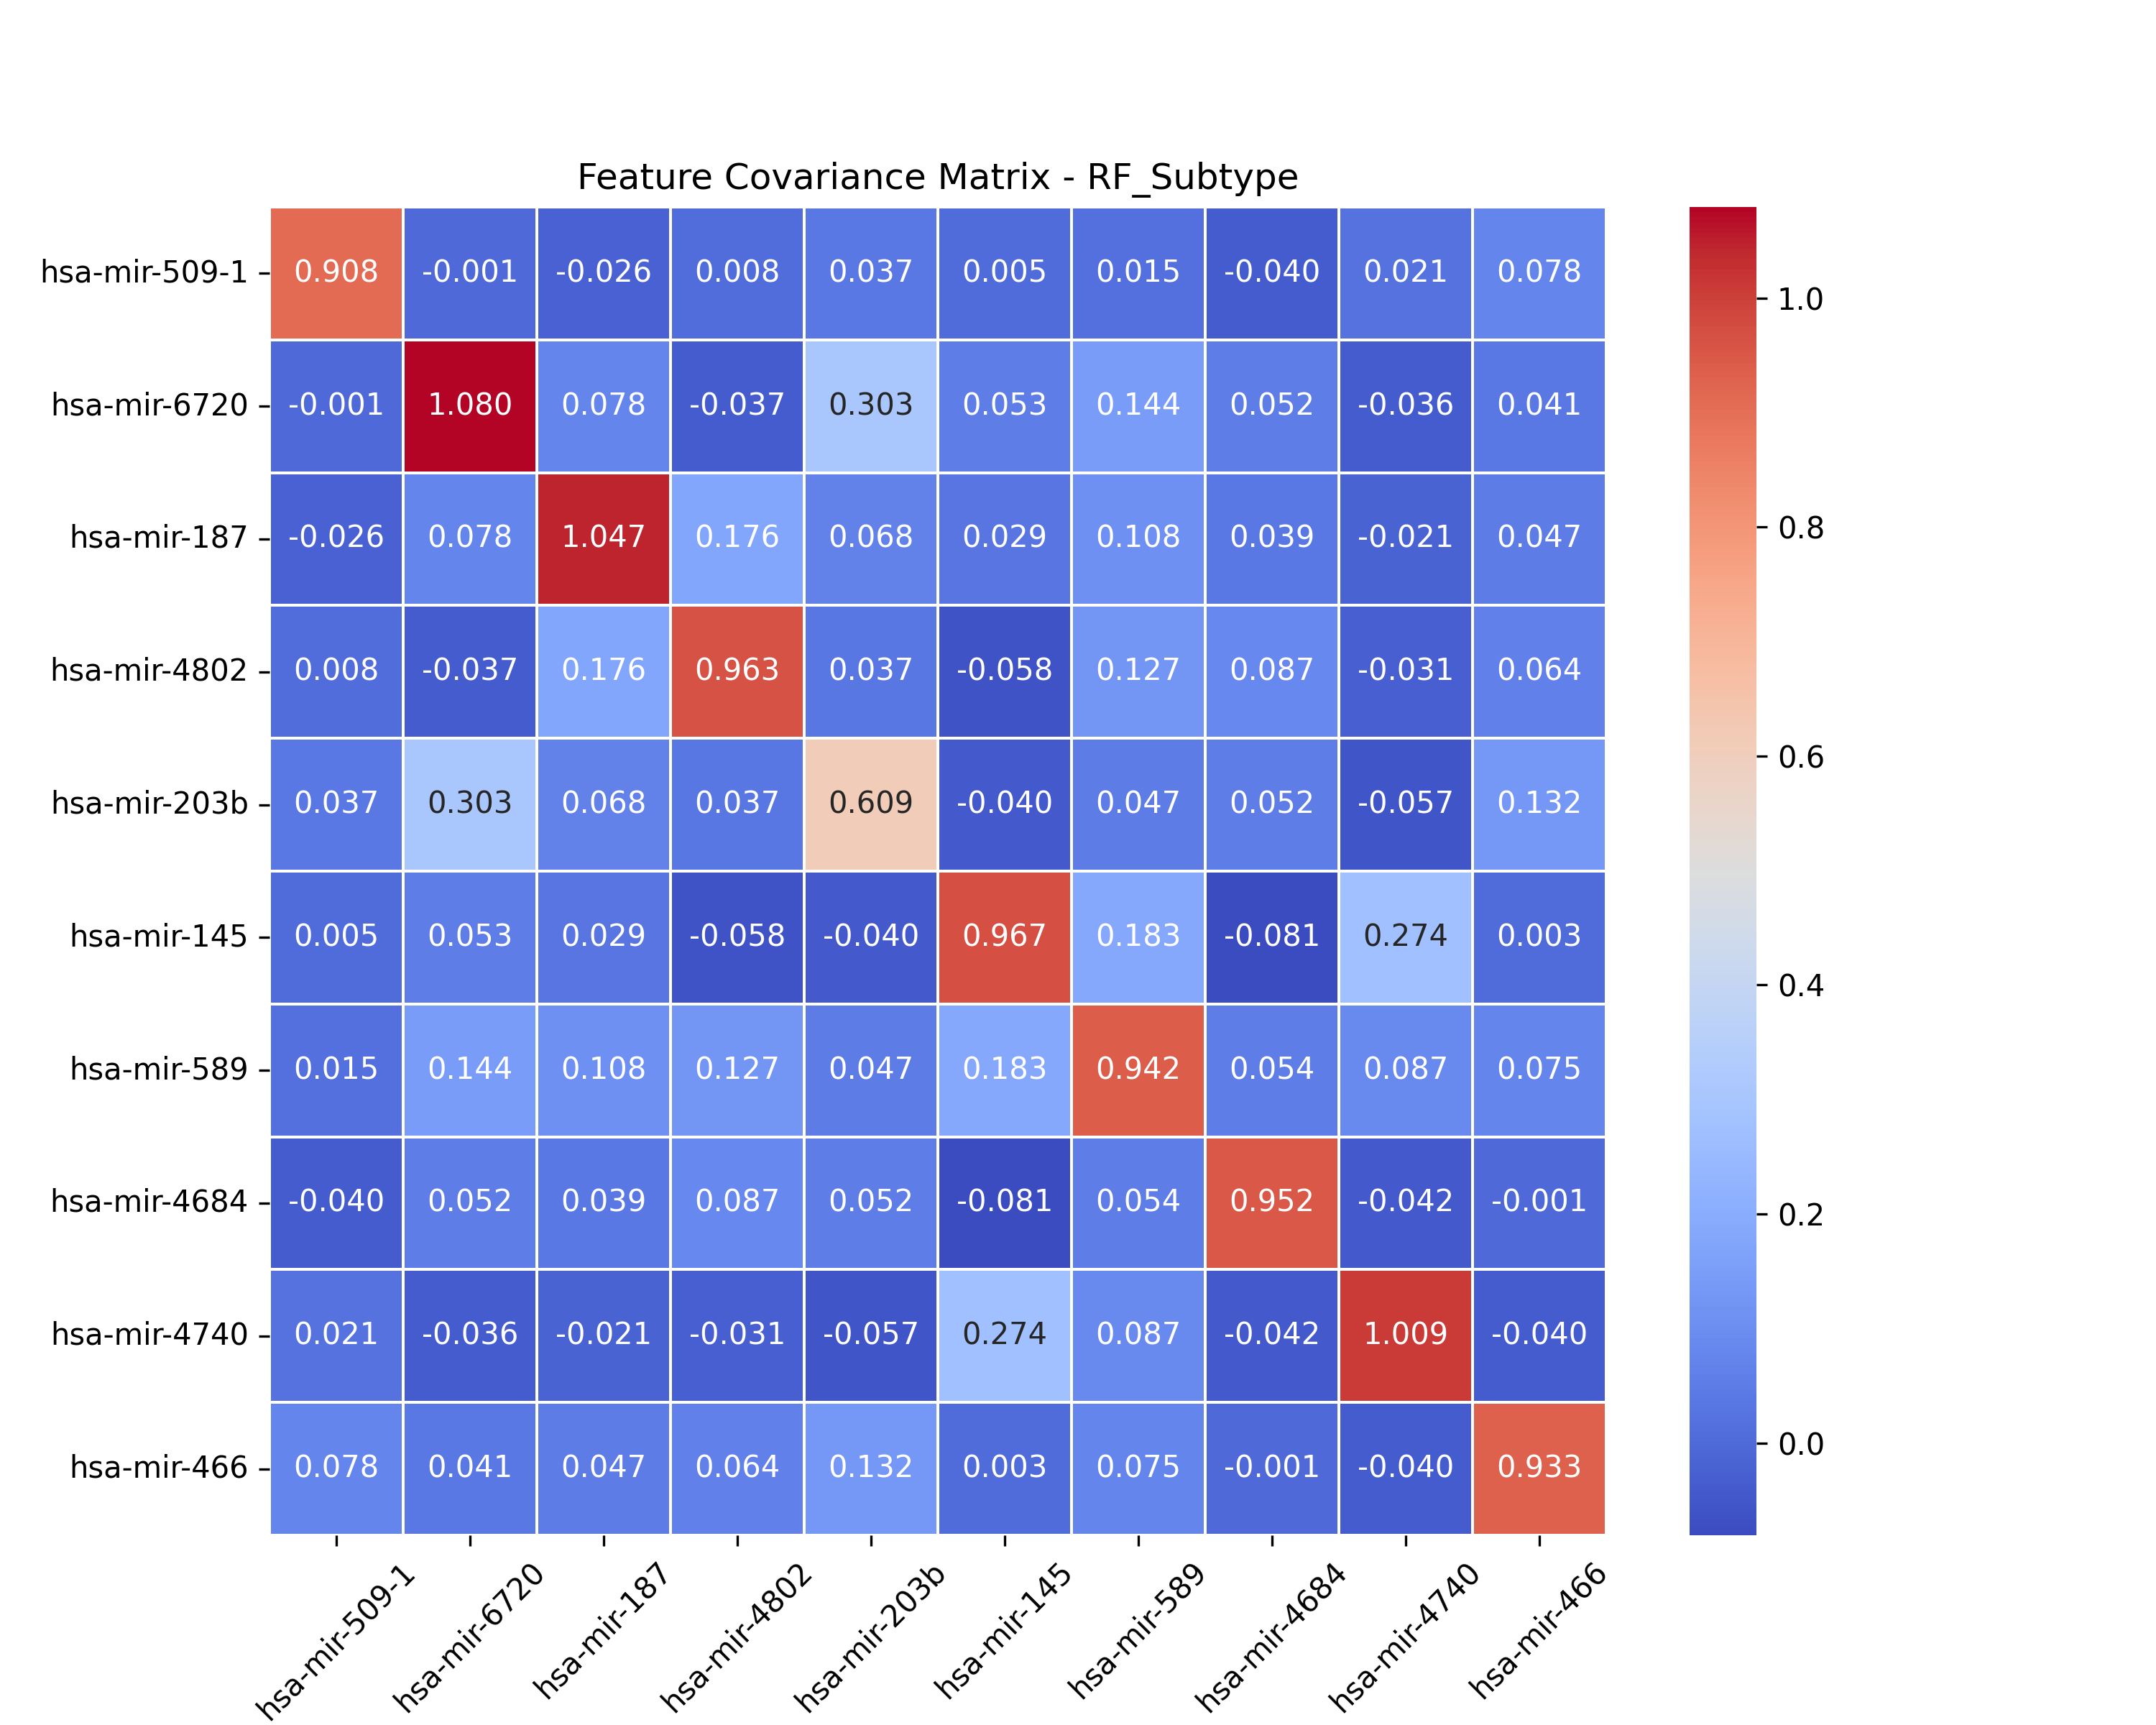 Feature Covariance Matrix - RF_Subtype
hsa-mir-509-1 0.908 -0.001 -0.026 0.008 0.037 0.005 0.015 -0.040 0.021 0.078
hsa-mir-6720 -0.001 1.080 0.078 -0.037 0.303 0.053 0.144 0.052 -0.036 0.041
hsa-mir-187 -0.026 0.078 1.047 0.176 0.068 0.029 0.108 0.039 -0.021 0.047
hsa-mir-4802 0.008 -0.037 0.176 0.963 0.037 -0.058 0.127 0.087 -0.031 0.064
hsa-mir-203b 0.037 0.303 0.068 0.037 0.609 -0.040 0.047 0.052 -0.057 0.132
hsa-mir-145 0.005 0.053 0.029 -0.058 -0.040 0.967 0.183 -0.081 0.274 0.003
hsa-mir-589 0.015 0.144 0.108 0.127 0.047 0.183 0.942 0.054 0.087 0.075
hsa-mir-4684 -0.040 0.052 0.039 0.087 0.052 -0.081 0.054 0.952 -0.042 -0.001
hsa-mir-4740 0.021 -0.036 -0.021 -0.031 -0.057 0.274 0.087 -0.042 1.009 -0.040
hsa-mir-466 0.078 0.041 0.047 0.064 0.132 0.003 0.075 -0.001 -0.040 0.933
hsa-mir-509-1 hsa-mir-6720 hsa-mir-187 hsa-mir-4802 hsa-mir-203b hsa-mir-145 hsa-mir-589 hsa-mir-4684 hsa-mir-4740 hsa-mir-466
1.0
0.8
0.6
0.4
0.2
0.0